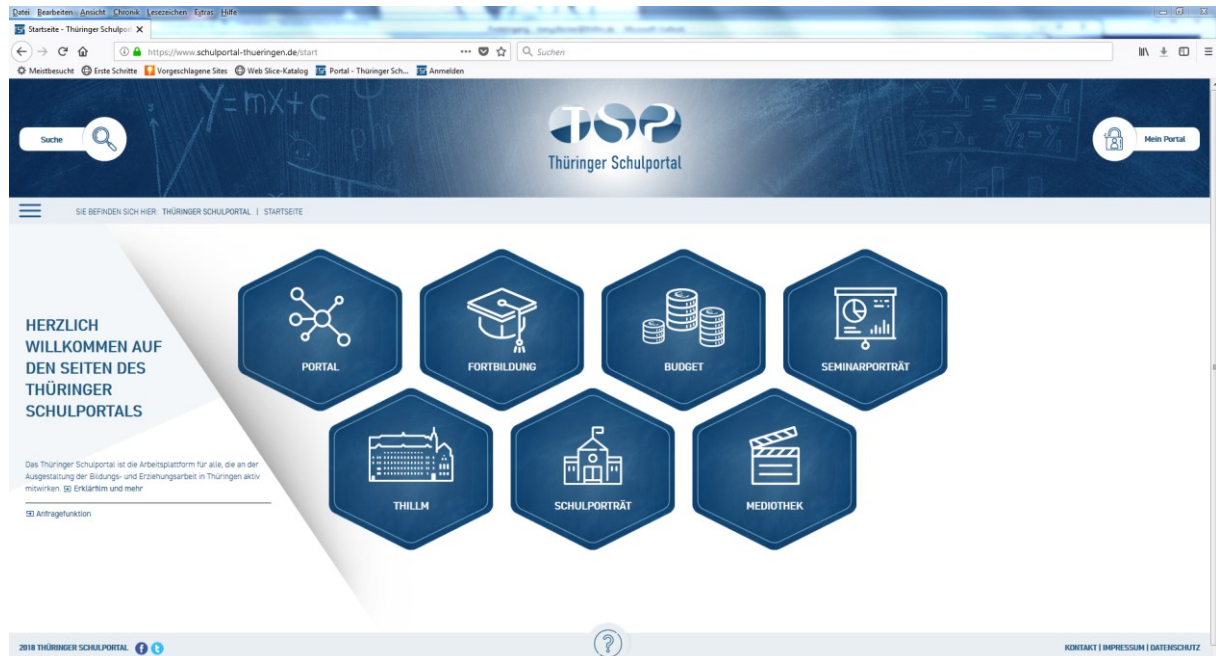 Datei Bearbeiten Ansicht Chronik Lesezeichen Extras Hilfe
Startseite - Thüringer Schulpor
https://www.schulportal-thueringen.de/start
Suchen
Meistbesucht Erste Schritte Vorgeschlagene Sites Web Slice-Katalog Portal - Thüringer Sch... Anmelden
y=mx+c
Suche
TSP
Thüringer Schulportal
Mein Portal
SIE BEFINDEN SICH HIER: THÜRINGER SCHULPORTAL | STARTSEITE
HERZLICH
WILLKOMMEN AUF
DEN SEITEN DES
THÜRINGER
SCHULPORTALS
Das Thüringer Schulportal ist die Arbeitsplattform für alle, die an der
Ausgestaltung der Bildungs- und Erziehungsarbeit in Thüringen aktiv
mitwirken. Erklärfilm und mehr
Anfragefunktion
PORTAL
FORTBILDUNG
BUDGET
SEMINARPORTRÄT
THILLM
SCHULPORTRÄT
MEDIOTHEK
2018 THÜRINGER SCHULPORTAL
?
KONTAKT | IMPRESSUM | DATENSCHUTZ